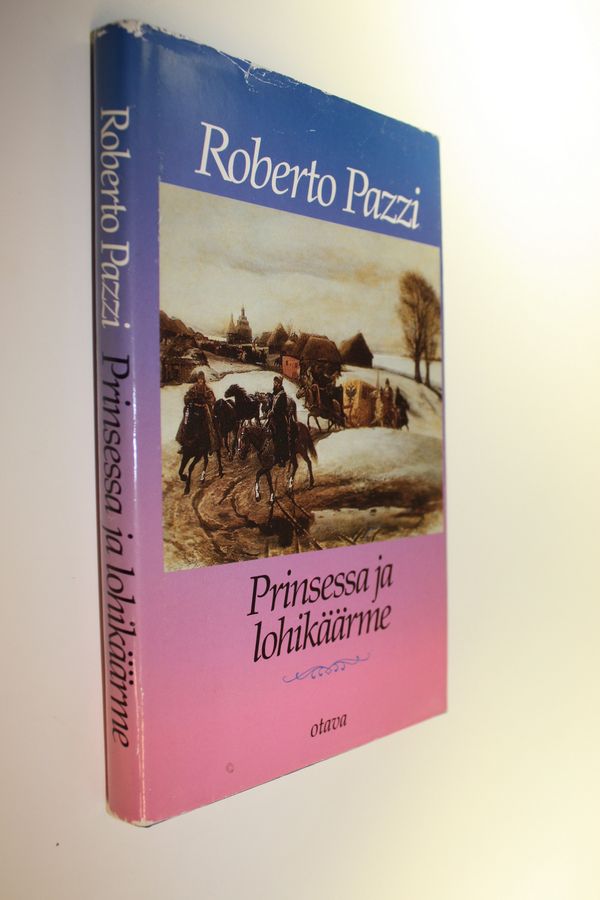 Roberto Pazzi
Prinsessa ja
lohikäärme
otava
Roberto Pazzi Prinsessa ja lohikäärme